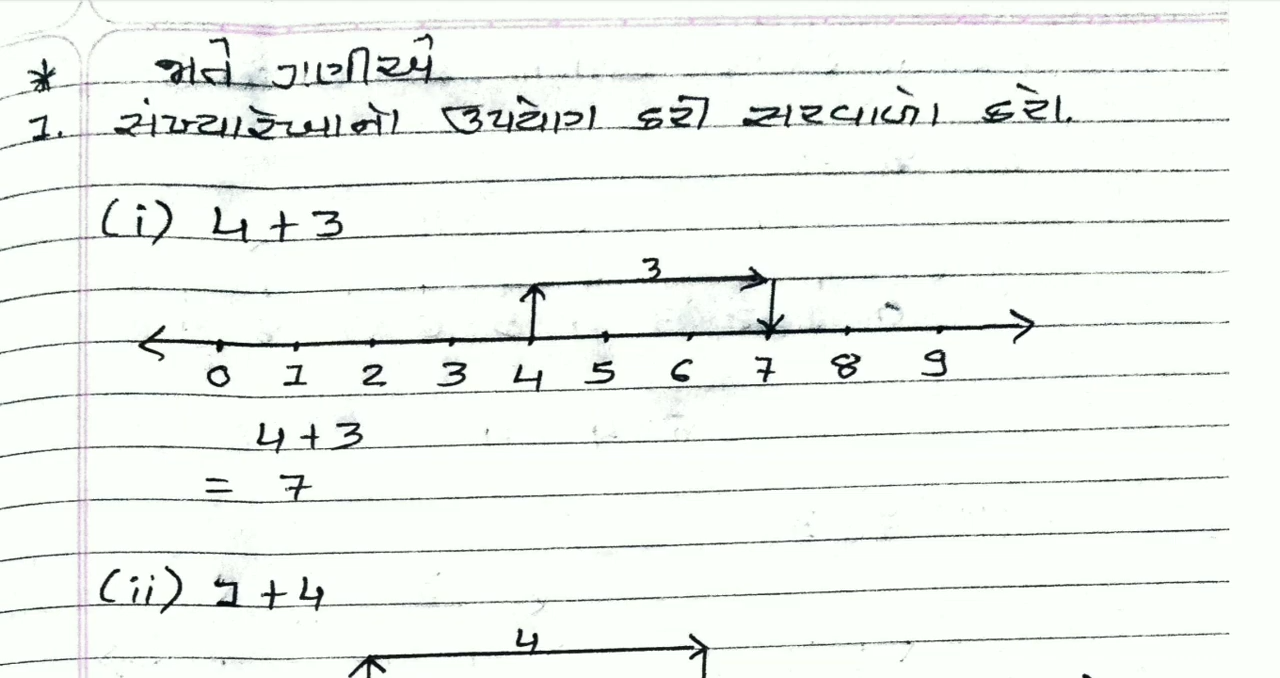 * જાતે ગણીએ
1. સંખ્યારેખાનો ઉપયોગ કરી સરવાળો કરો.
(i) 4 + 3
3
0 1 2 3 4 5 6 7 8 9
4 + 3
= 7
(ii) 1 + 4
4